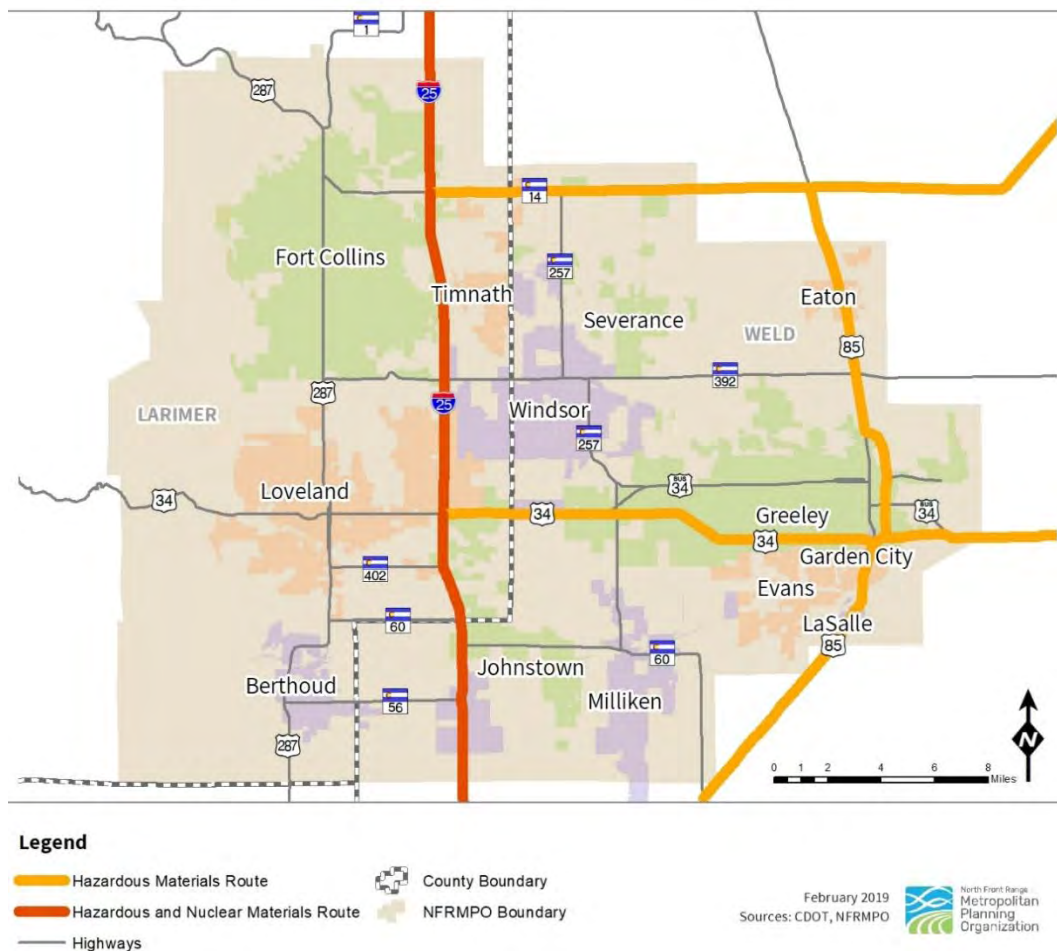 1
287
25
14
Fort Collins
257
Timnath
Eaton
Severance
WELD
85
392
287
25
LARIMER
Windsor
257
Loveland
BUS
34
34
34
Greeley
BUS
34
34
Garden City
402
Evans
60
LaSalle
85
Johnstown
60
Berthoud
Milliken
56
287
N
0 1 2 4 6 8
Miles
Legend
Hazardous Materials Route
County Boundary
Hazardous and Nuclear Materials Route
NFRMPO Boundary
Highways
February 2019
Sources: CDOT, NFRMPO
North Front Range
Metropolitan
Planning
Organization